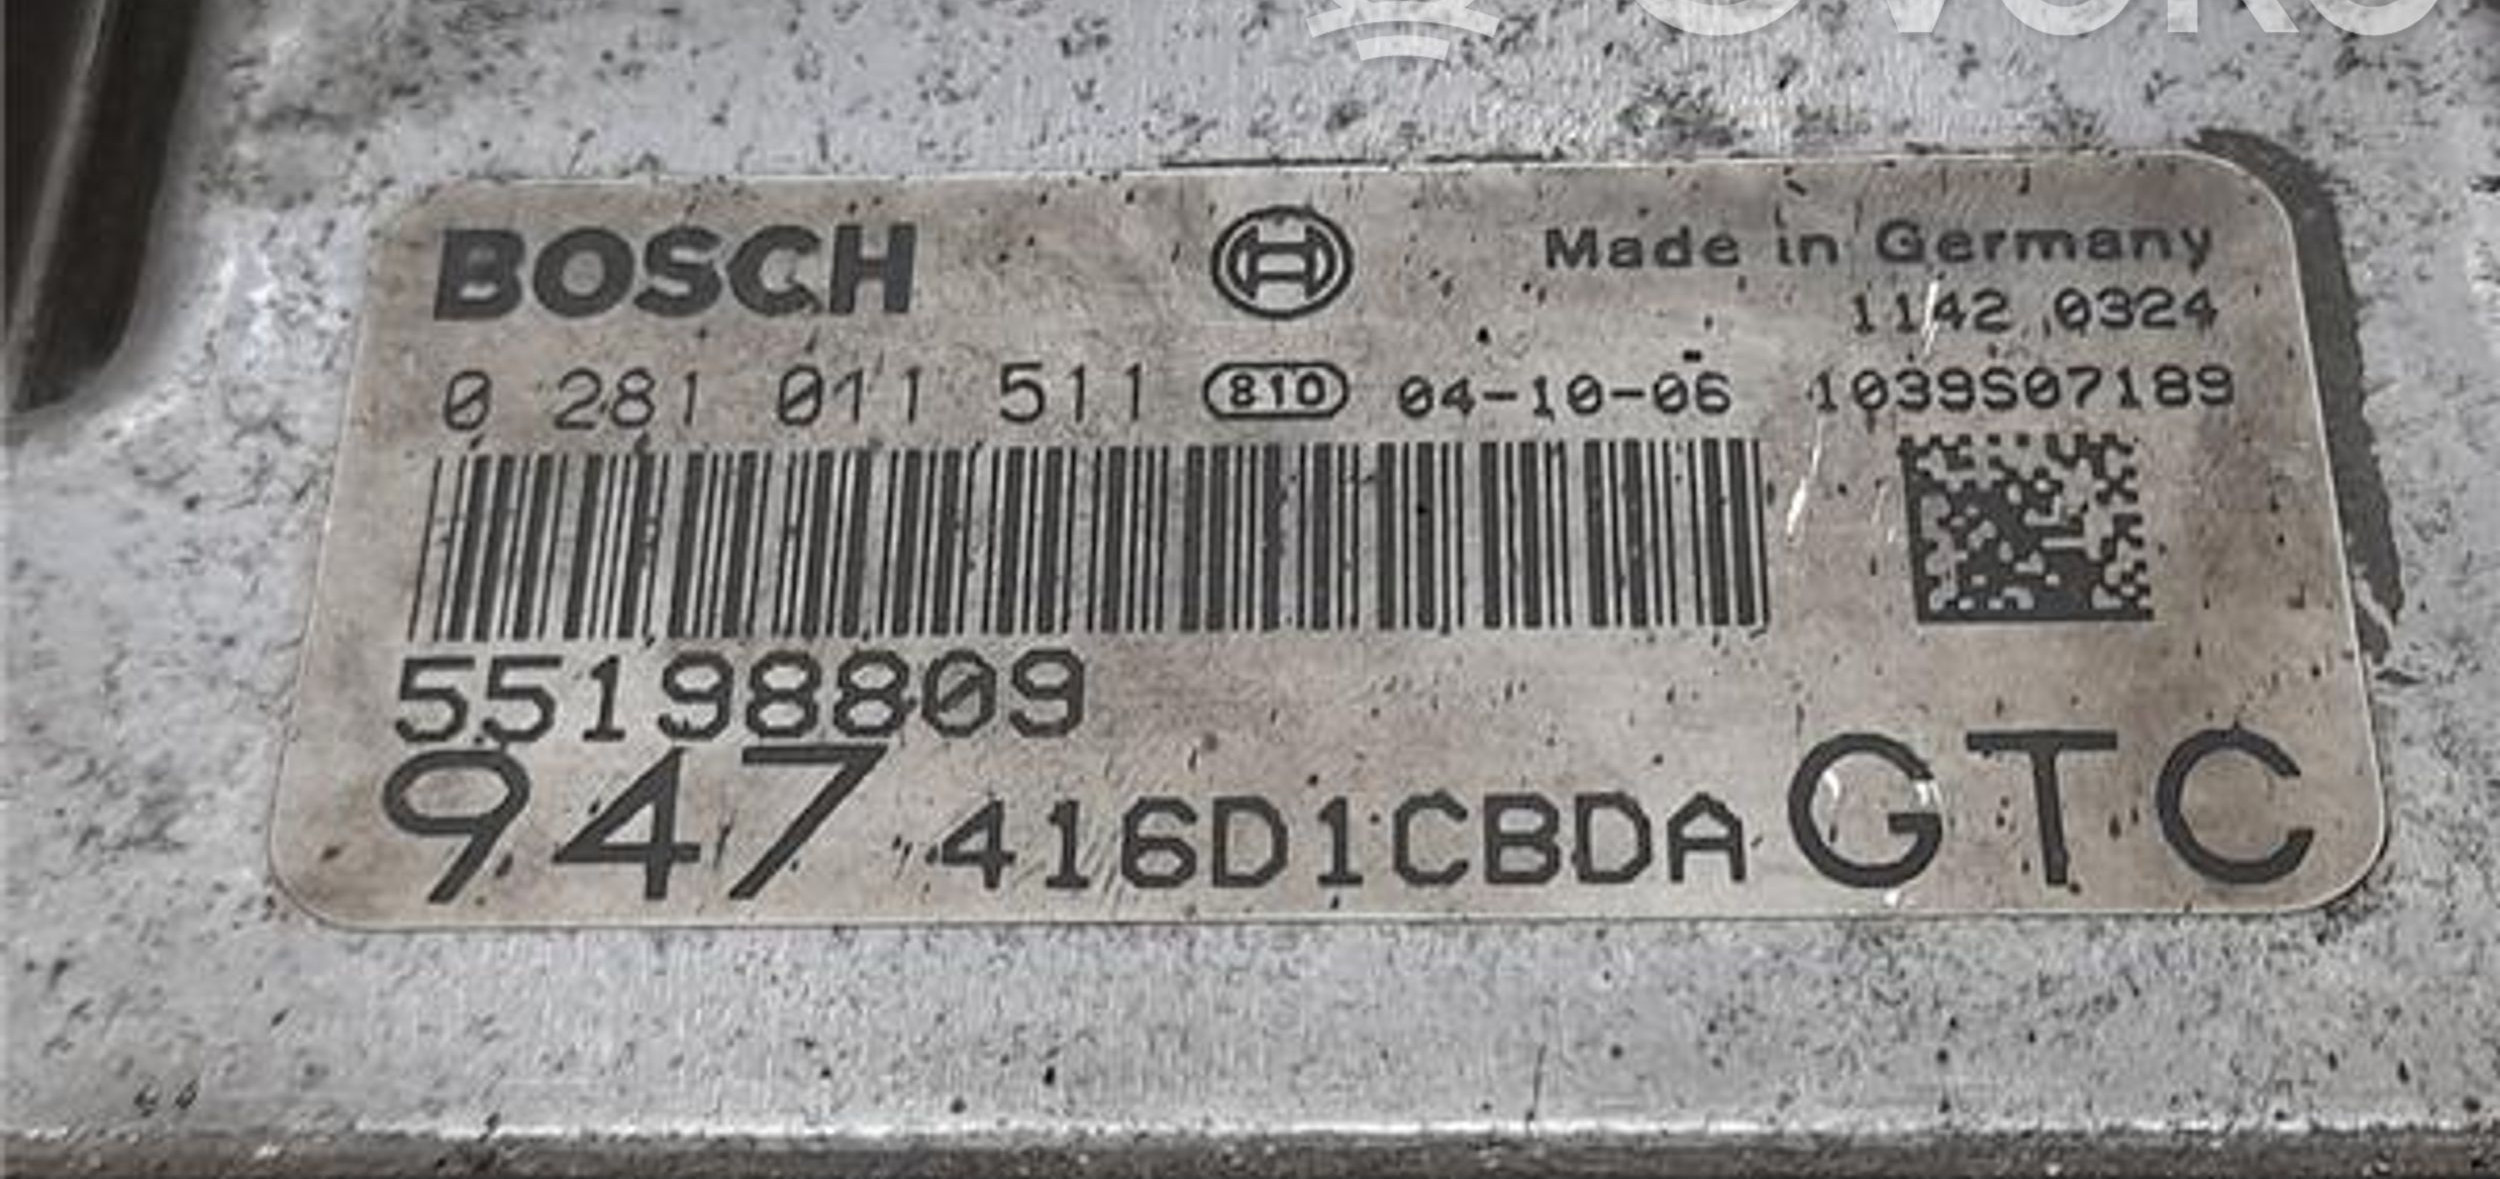 BOSCH Made in Germany
1142 0324
0 281 011 511 810 04-10-06 1039S07189
55198809
947 416D1CBDA GTC